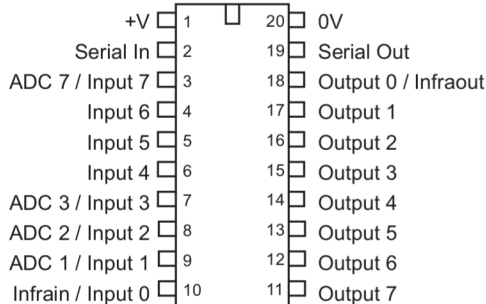 +V 1 20 0V
Serial In 2 19 Serial Out
ADC 7 / Input 7 3 18 Output 0 / Infraout
Input 6 4 17 Output 1
Input 5 5 16 Output 2
Input 4 6 15 Output 3
ADC 3 / Input 3 7 14 Output 4
ADC 2 / Input 2 8 13 Output 5
ADC 1 / Input 1 9 12 Output 6
Infrain / Input 0 10 11 Output 7